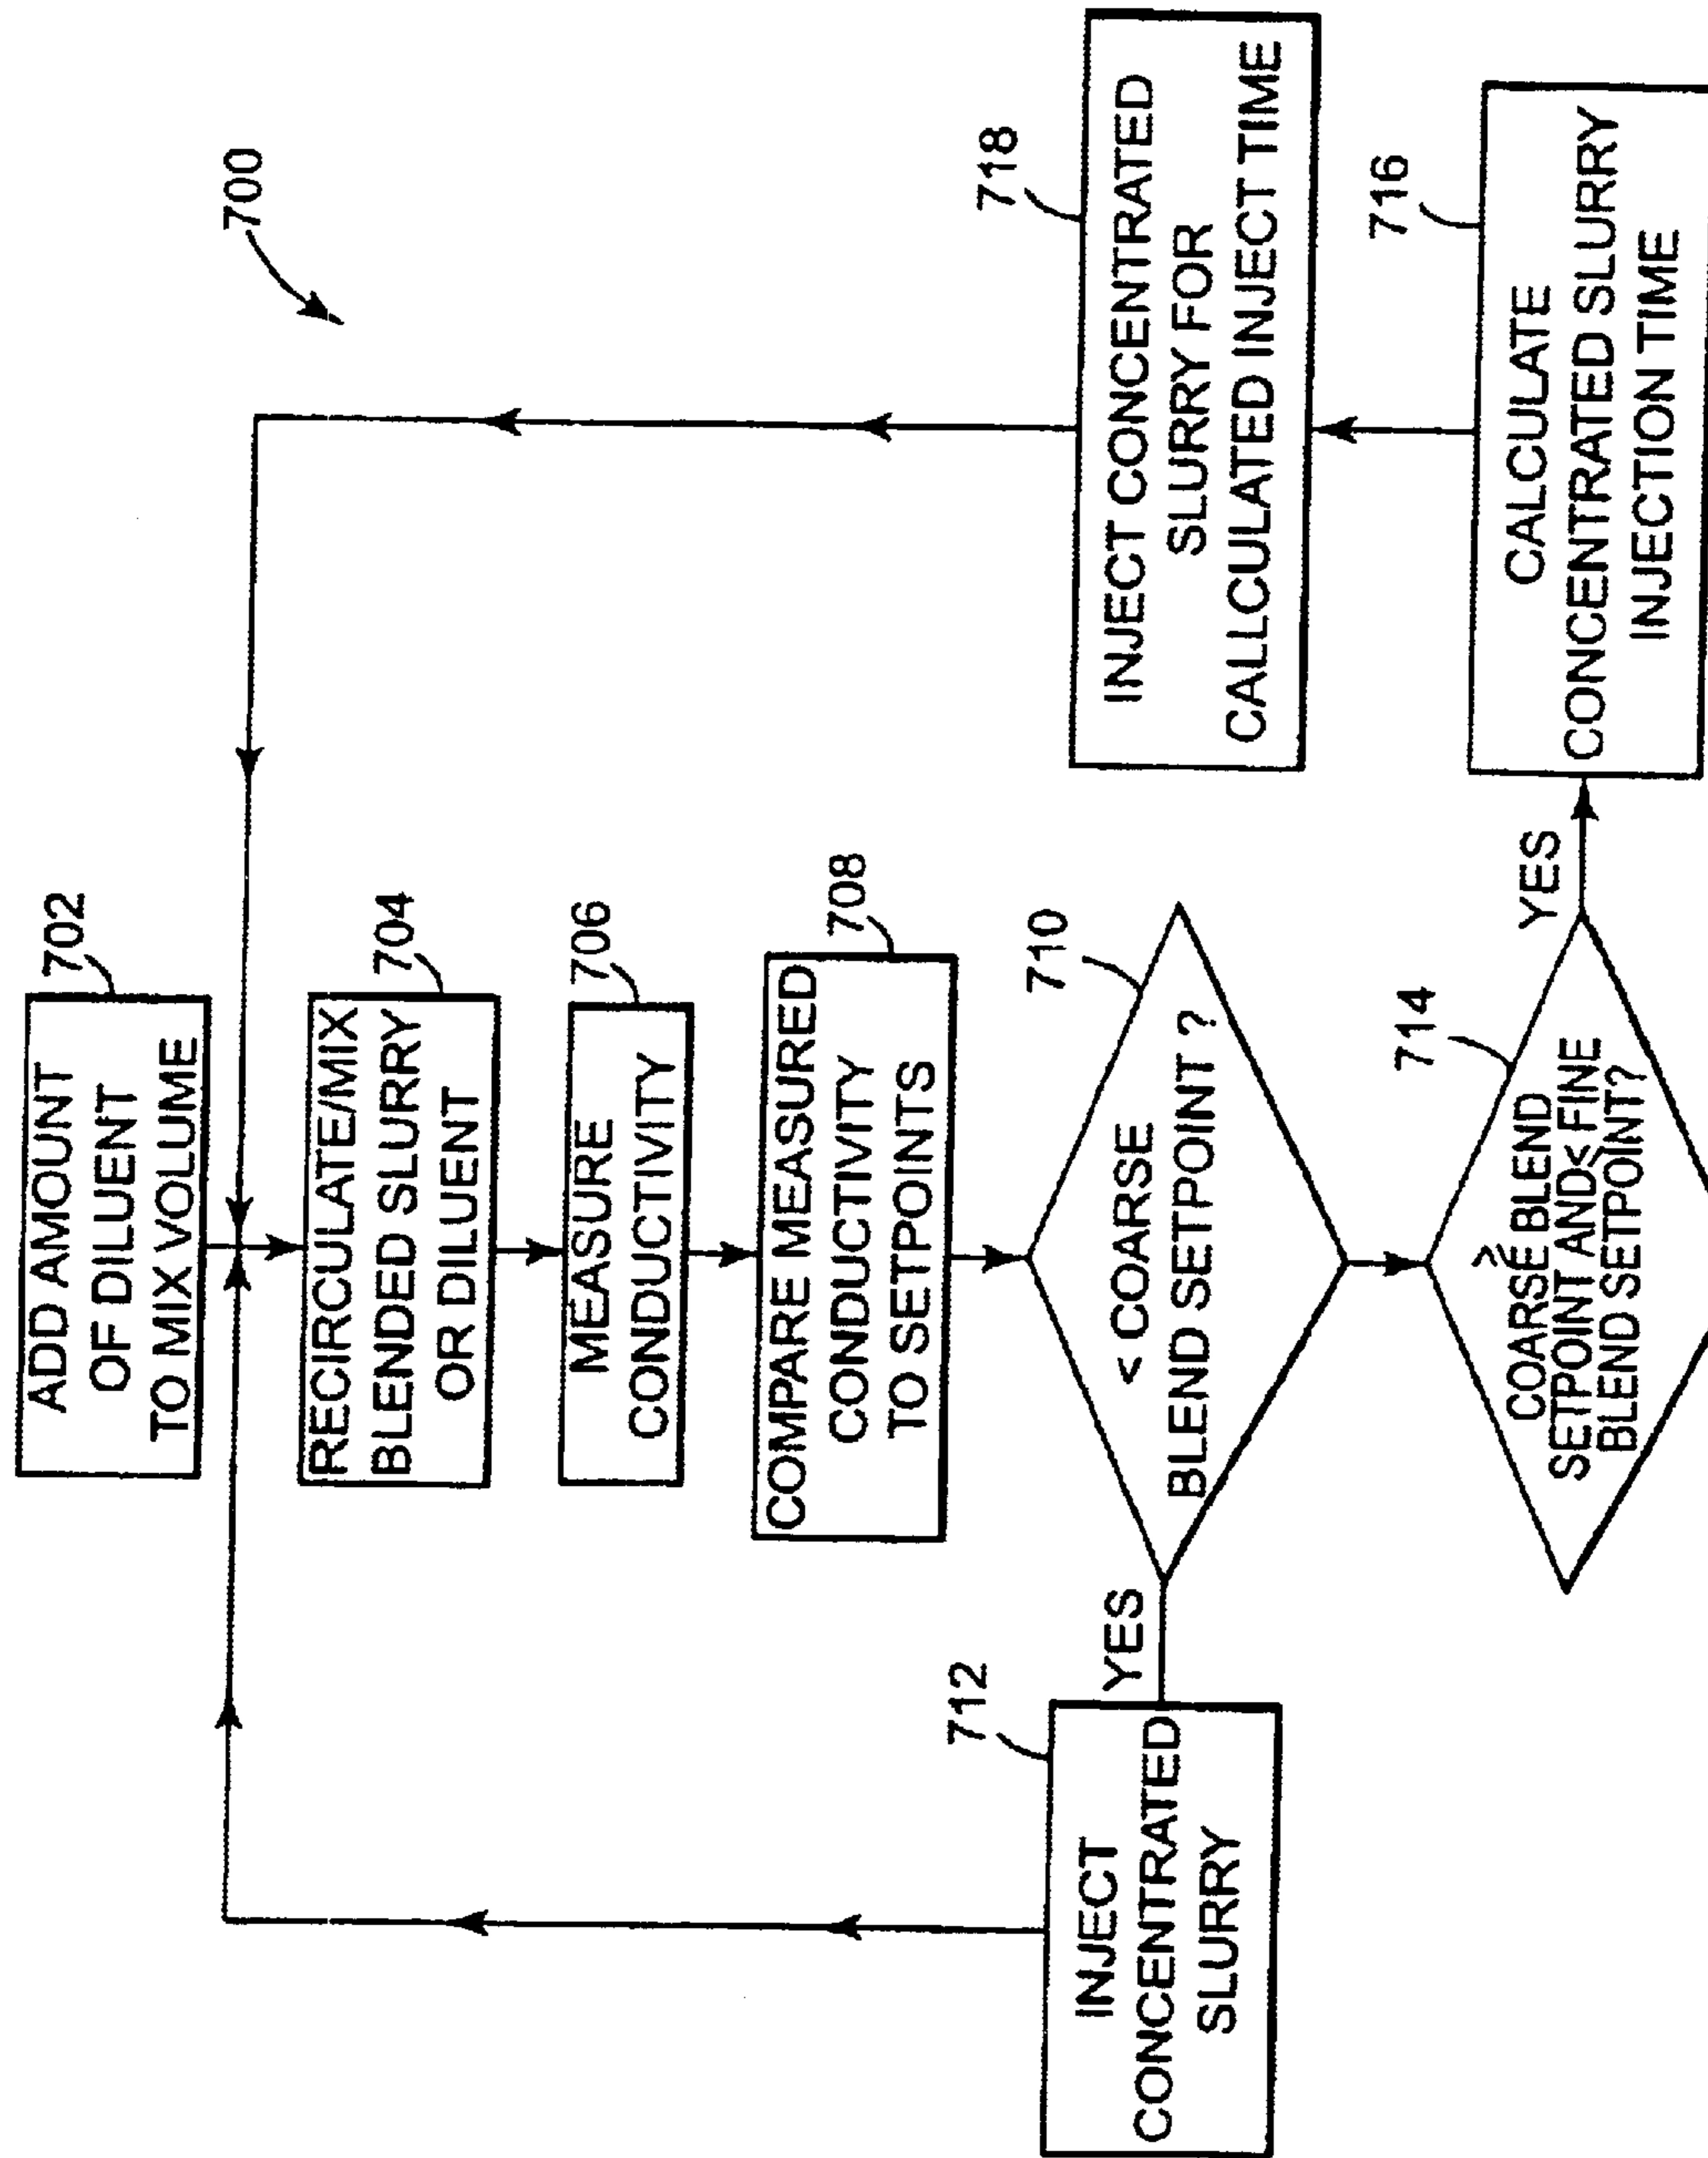 700
702
ADD AMOUNT
OF DILUENT
TO MIX VOLUME
704
RECIRCULATE/MIX
BLENDED SLURRY
OR DILUENT
706
MEASURE
CONDUCTIVITY
708
COMPARE MEASURED
CONDUCTIVITY
TO SETPOINTS
710
< COARSE
BLEND SETPOINT ?
YES
712
INJECT
CONCENTRATED
SLURRY
714
≥
COARSE BLEND
SETPOINT AND ≤ FINE
BLEND SETPOINT?
YES
716
CALCULATE
CONCENTRATED SLURRY
INJECTION TIME
718
INJECT CONCENTRATED
SLURRY FOR
CALLCULATED INJECT TIME